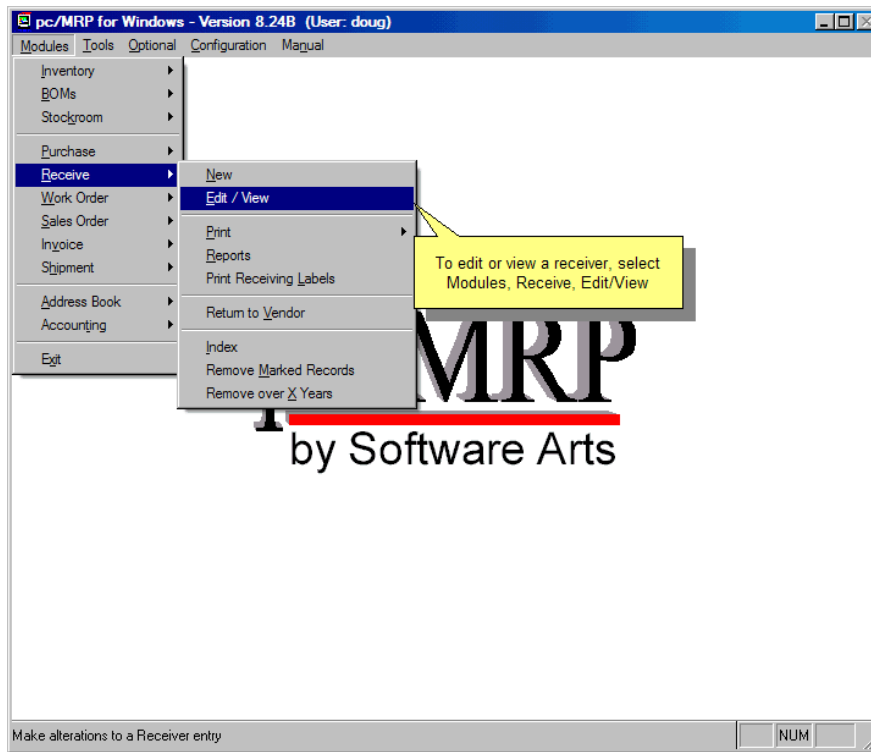 pc/MRP for Windows - Version 8.24B (User: doug)
Modules Tools Optional Configuration Manual
Inventory
BOMs
Stockroom
Purchase
Receive
Work Order
Sales Order
Invoice
Shipment
Address Book
Accounting
Exit
New
Edit / View
Print
Reports
Print Receiving Labels
Return to Vendor
Index
Remove Marked Records
Remove over X Years
To edit or view a receiver, select
Modules, Receive, Edit/View
MRP
by Software Arts
Make alterations to a Receiver entry
NUM